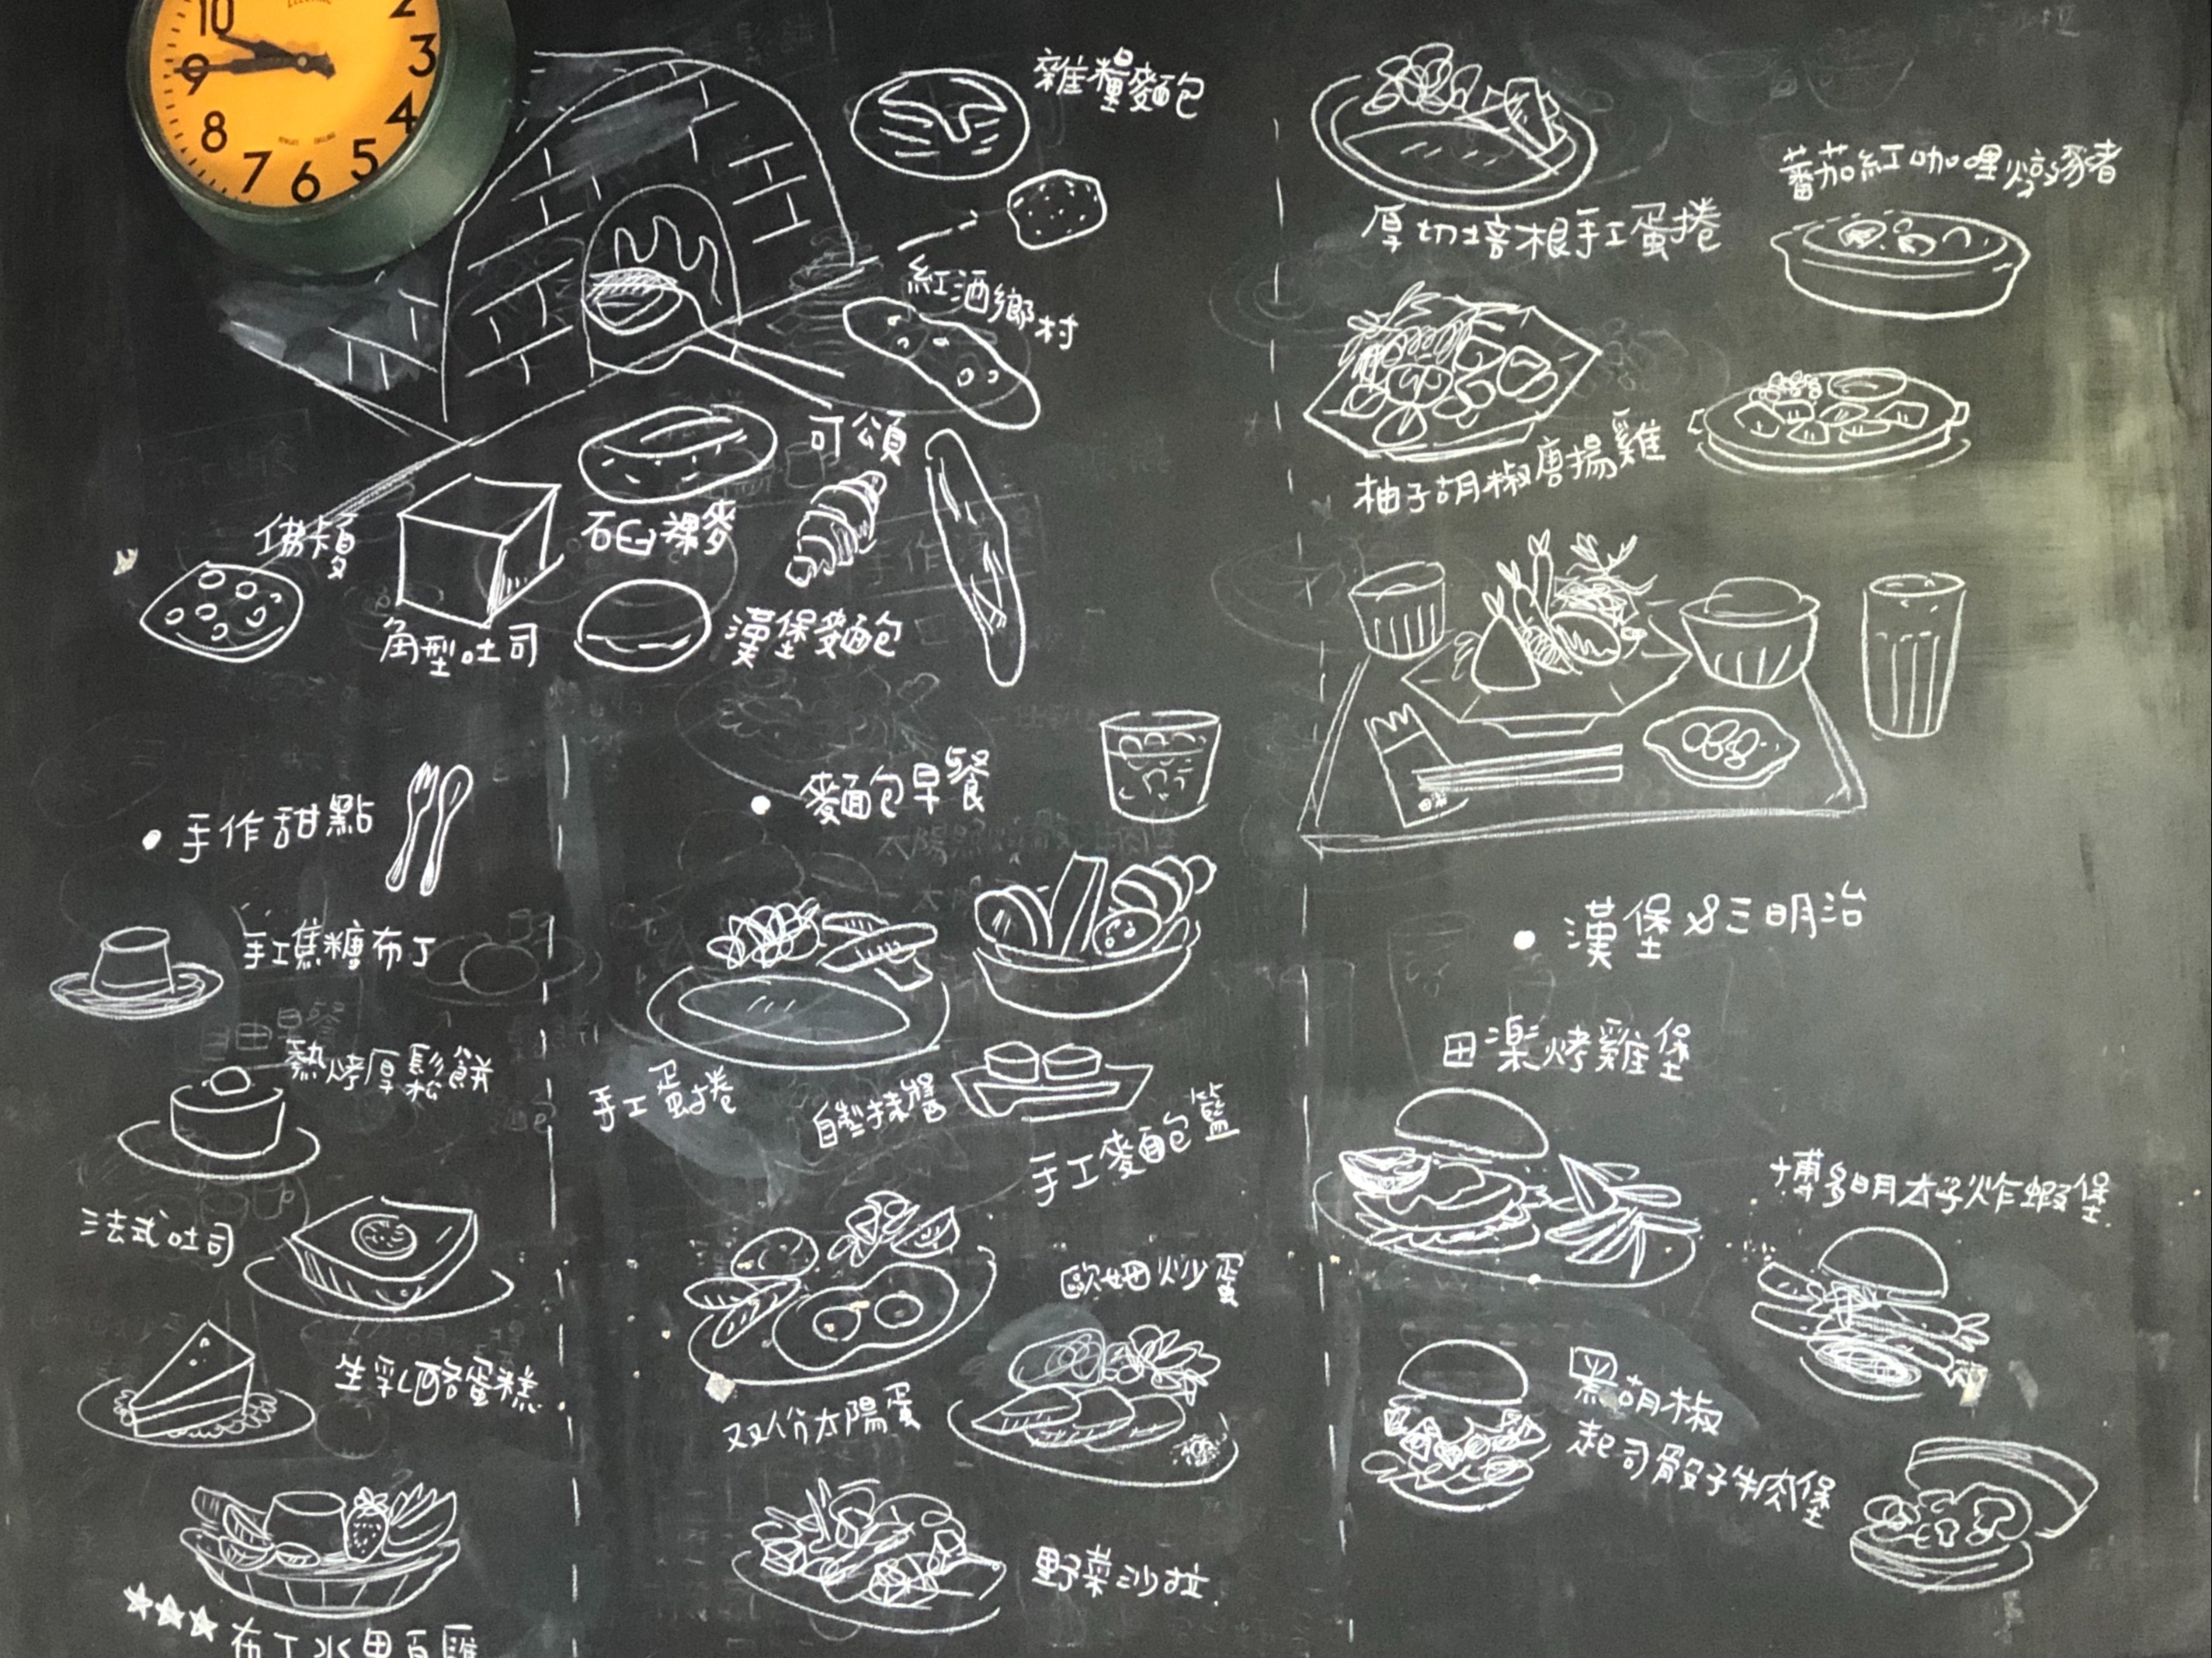 10
2
3
4
5
6
7
8
9
雜糧麵包
紅酒鄉村
可頌
佛卡夏
石臼裸麥
角型吐司
漢堡麵包
厚切培根手工蛋捲
蕃茄紅咖哩燉豬
柚子胡椒唐揚雞
• 手作甜點
手工焦糖布丁
熱烤厚鬆餅
法式吐司
生乳酪蛋糕
布丁水果百匯
• 麵包早餐
手工蛋捲
自製抹醬
手工麥麵包籃
双份太陽蛋
歐姆炒蛋
野菜沙拉
• 漢堡&三明治
田楽烤雞堡
博多明太子炸蝦堡
黑胡椒
起司骰子牛肉堡